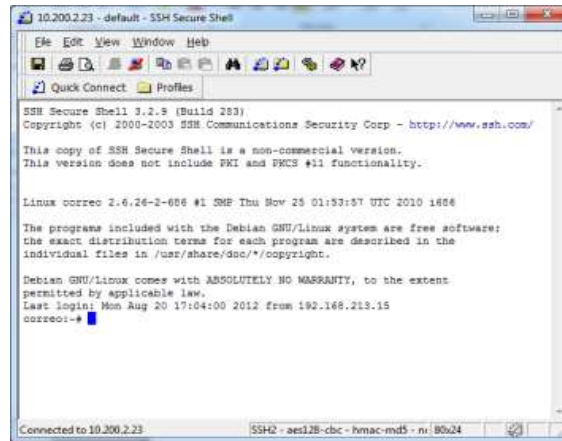 10.200.2.23 - default - SSH Secure Shell
File Edit View Window Help
Quick Connect Profiles
SSH Secure Shell 3.2.9 (Build 283)
Copyright (c) 2000-2003 SSH Communications Security Corp - http://www.ssh.com/
This copy of SSH Secure Shell is a non-commercial version.
This version does not include PKI and PKCS #11 functionality.
Linux correo 2.6.26-2-686 #1 SMP Thu Nov 25 01:53:57 UTC 2010 i686
The programs included with the Debian GNU/Linux system are free software;
the exact distribution terms for each program are described in the
individual files in /usr/share/doc/*/copyright.
Debian GNU/Linux comes with ABSOLUTELY NO WARRANTY, to the extent
permitted by applicable law.
Last login: Mon Aug 20 17:04:00 2012 from 192.168.213.15
correo:~#
Connected to 10.200.2.23 SSH2 - aes128-cbc - hmac-md5 - 80x24